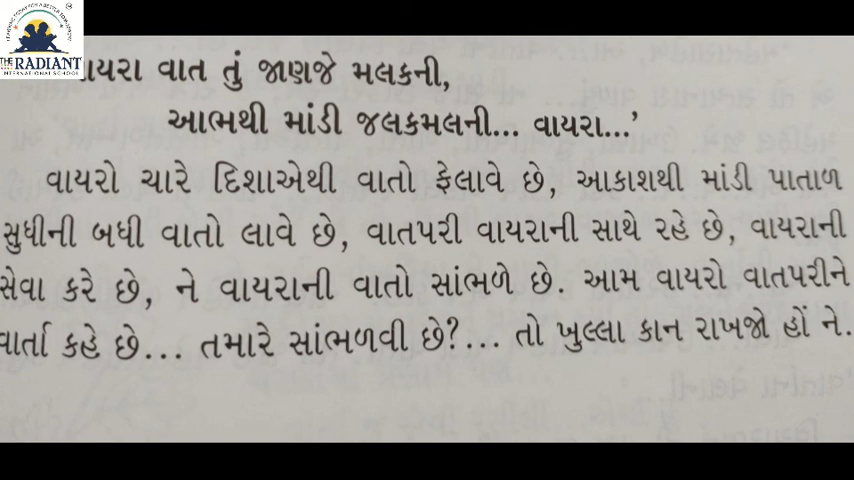 THE RADIANT
INTERNATIONAL SCHOOL
વાયરા વાત તું જાણજે મલકની,
આભથી માંડી જલકમલની... વાયરા...’
વાયરો ચારે દિશાએથી વાતો ફેલાવે છે, આકાશથી માંડી પાતાળ
સુધીની બધી વાતો લાવે છે, વાતપરી વાયરાની સાથે રહે છે, વાયરાની
સેવા કરે છે, ને વાયરાની વાતો સાંભળે છે. આમ વાયરો વાતપરીને
વાર્તા કહે છે... તમારે સાંભળવી છે?... તો ખુલ્લા કાન રાખજો હોં ને.